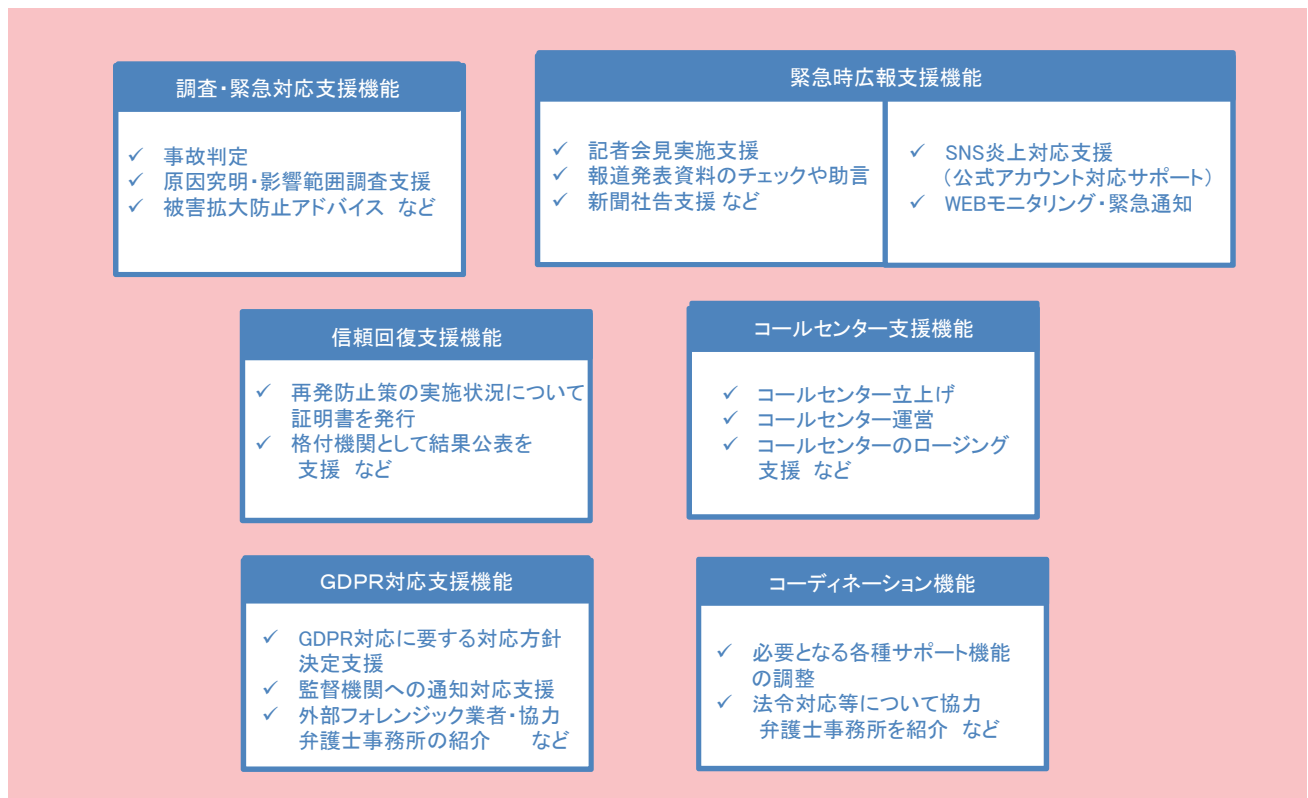 調査・緊急対応支援機能
✓ 事故判定
✓ 原因究明・影響範囲調査支援
✓ 被害拡大防止アドバイス など
緊急時広報支援機能
✓ 記者会見実施支援
✓ 報道発表資料のチェックや助言
✓ 新聞社告支援 など
✓ SNS炎上対応支援
（公式アカウント対応サポート）
✓ WEBモニタリング・緊急通知
信頼回復支援機能
✓ 再発防止策の実施状況について
証明書を発行
✓ 格付機関として結果公表を
支援 など
コールセンター支援機能
✓ コールセンター立上げ
✓ コールセンター運営
✓ コールセンターのロージング
支援 など
GDPR対応支援機能
✓ GDPR対応に要する対応方針
決定支援
✓ 監督機関への通知対応支援
✓ 外部フォレンジック業者・協力
弁護士事務所の紹介 など
コーディネーション機能
✓ 必要となる各種サポート機能
の調整
✓ 法令対応等について協力
弁護士事務所を紹介 など